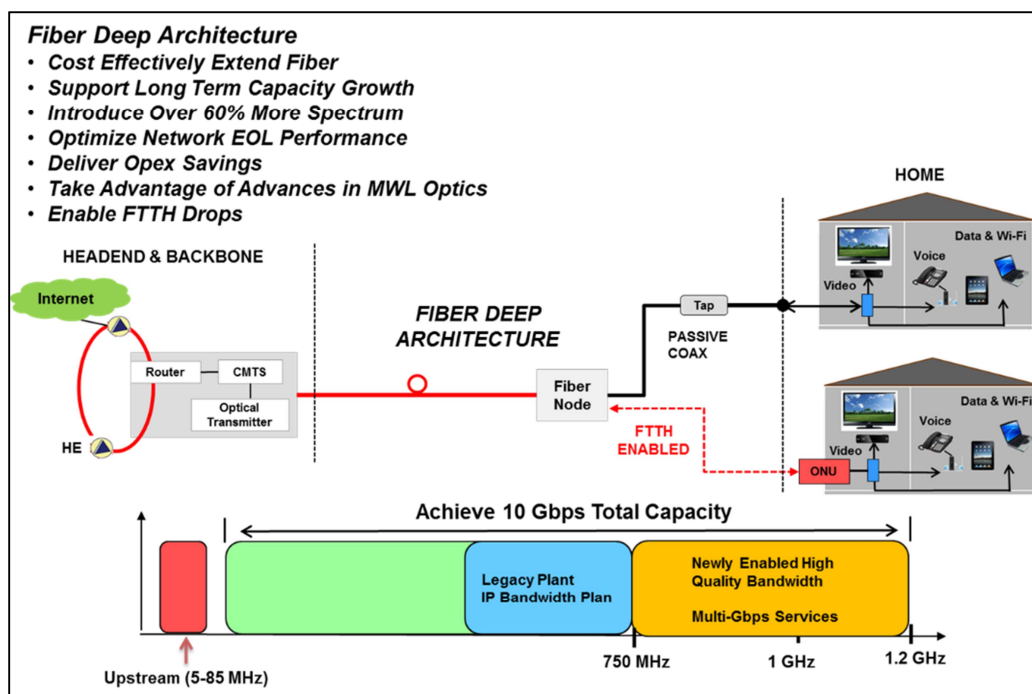 Fiber Deep Architecture
• Cost Effectively Extend Fiber
• Support Long Term Capacity Growth
• Introduce Over 60% More Spectrum
• Optimize Network EOL Performance
• Deliver Opex Savings
• Take Advantage of Advances in MWL Optics
• Enable FTTH Drops
HOME
HEADEND & BACKBONE
Internet
Router
CMTS
Optical
Transmitter
HE
FIBER DEEP
ARCHITECTURE
Fiber
Node
Tap
PASSIVE
COAX
Data & Wi-Fi
Voice
Video
FTTH
ENABLED
ONU
Data & Wi-Fi
Voice
Video
Achieve 10 Gbps Total Capacity
Legacy Plant
IP Bandwidth Plan
Newly Enabled High
Quality Bandwidth
Multi-Gbps Services
Upstream (5-85 MHz)
750 MHz
1 GHz
1.2 GHz